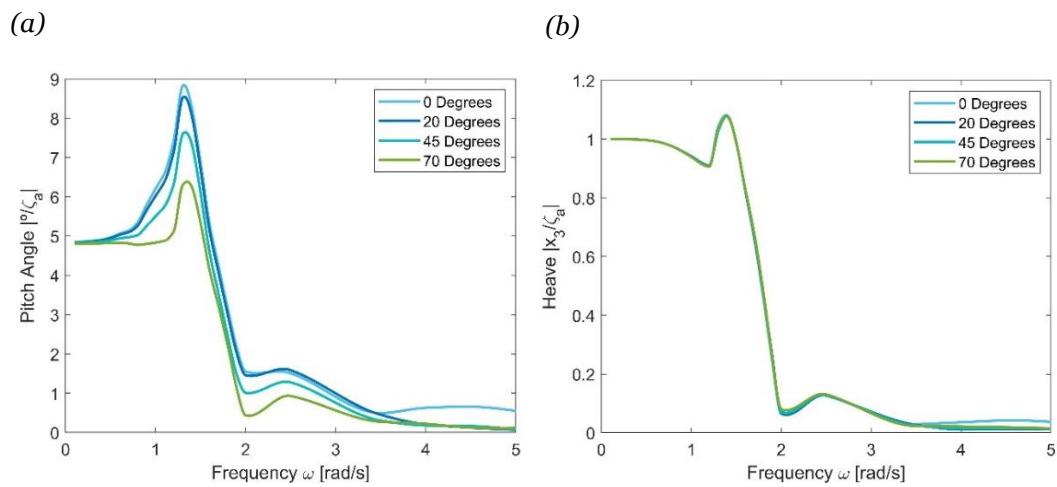 (a)
(b)
9
8
7
6
5
4
3
2
1
0
0 1 2 3 4 5
Pitch Angle |º/ζₐ|
Frequency ω [rad/s]
0 Degrees
20 Degrees
45 Degrees
70 Degrees
1.2
1
0.8
0.6
0.4
0.2
0
0 1 2 3 4 5
Heave |x₃/ζₐ|
Frequency ω [rad/s]
0 Degrees
20 Degrees
45 Degrees
70 Degrees